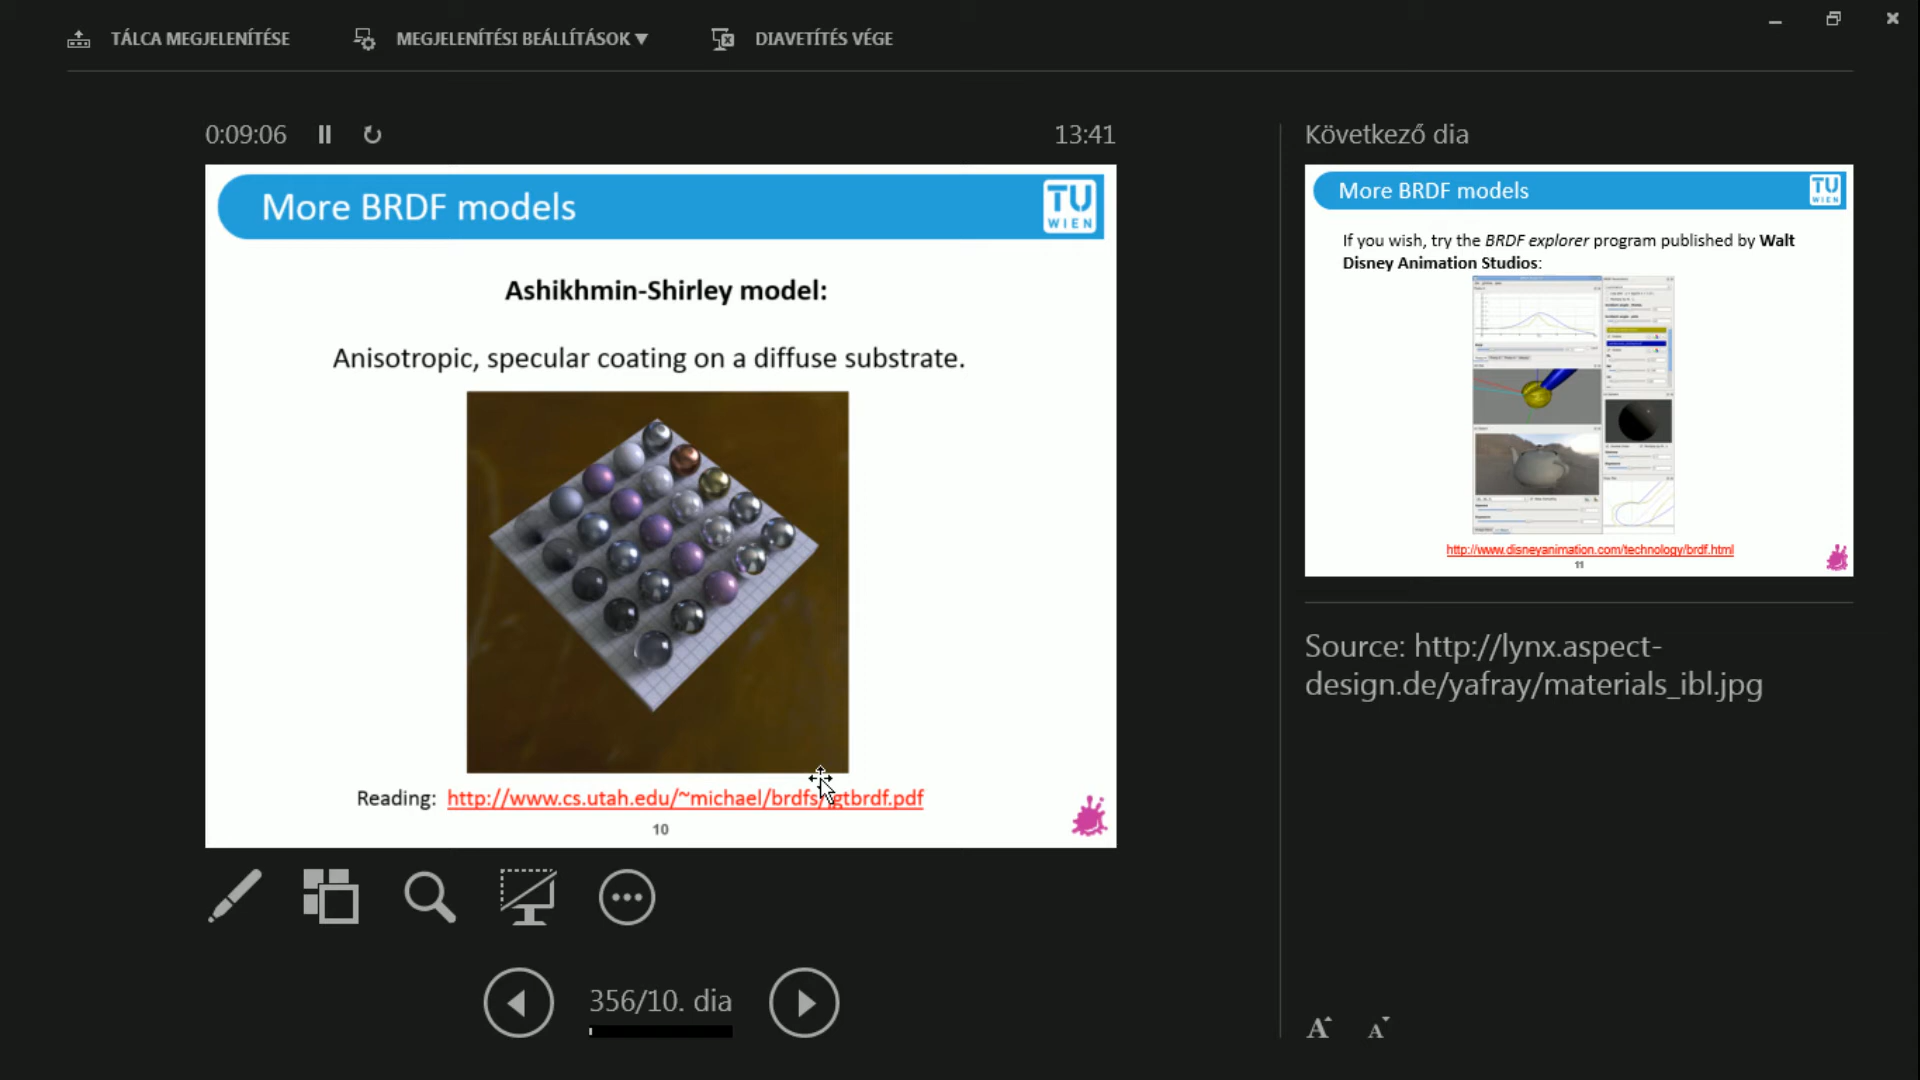 TÁLCA MEGJELENÍTÉSE
MEGJELENÍTÉSI BEÁLLÍTÁSOK
DIAVETÍTÉS VÉGE
0:09:06
13:41
More BRDF models
TU
WIEN
Ashikhmin-Shirley model:
Anisotropic, specular coating on a diffuse substrate.
Reading: http://www.cs.utah.edu/~michael/brdfs/jgtbrdf.pdf
10
356/10. dia
Következő dia
More BRDF models
TU
WIEN
If you wish, try the BRDF explorer program published by Walt
Disney Animation Studios:
http://www.disneyanimation.com/technology/brdf.html
11
Source: http://lynx.aspect-
design.de/yafray/materials_ibl.jpg
A A